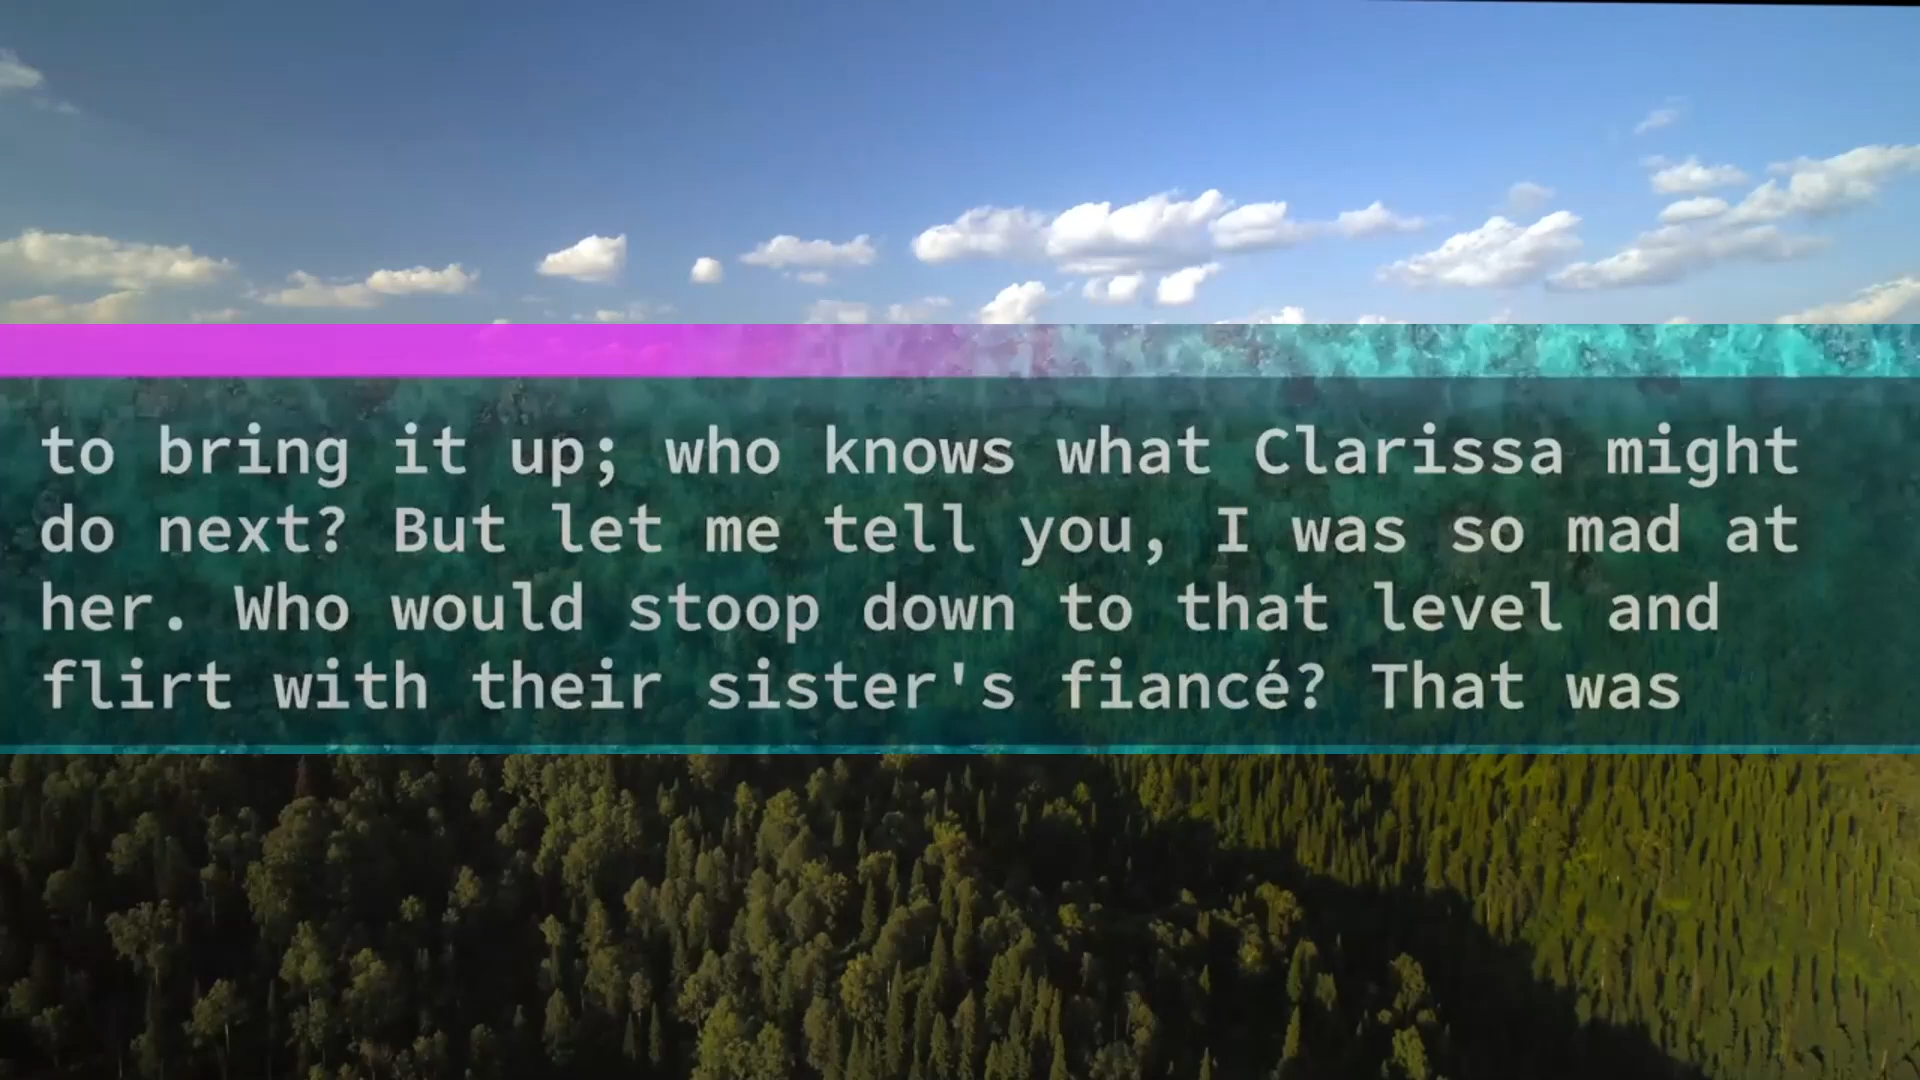 to bring it up; who knows what Clarissa might
do next? But let me tell you, I was so mad at
her. Who would stoop down to that level and
flirt with their sister's fiancé? That was